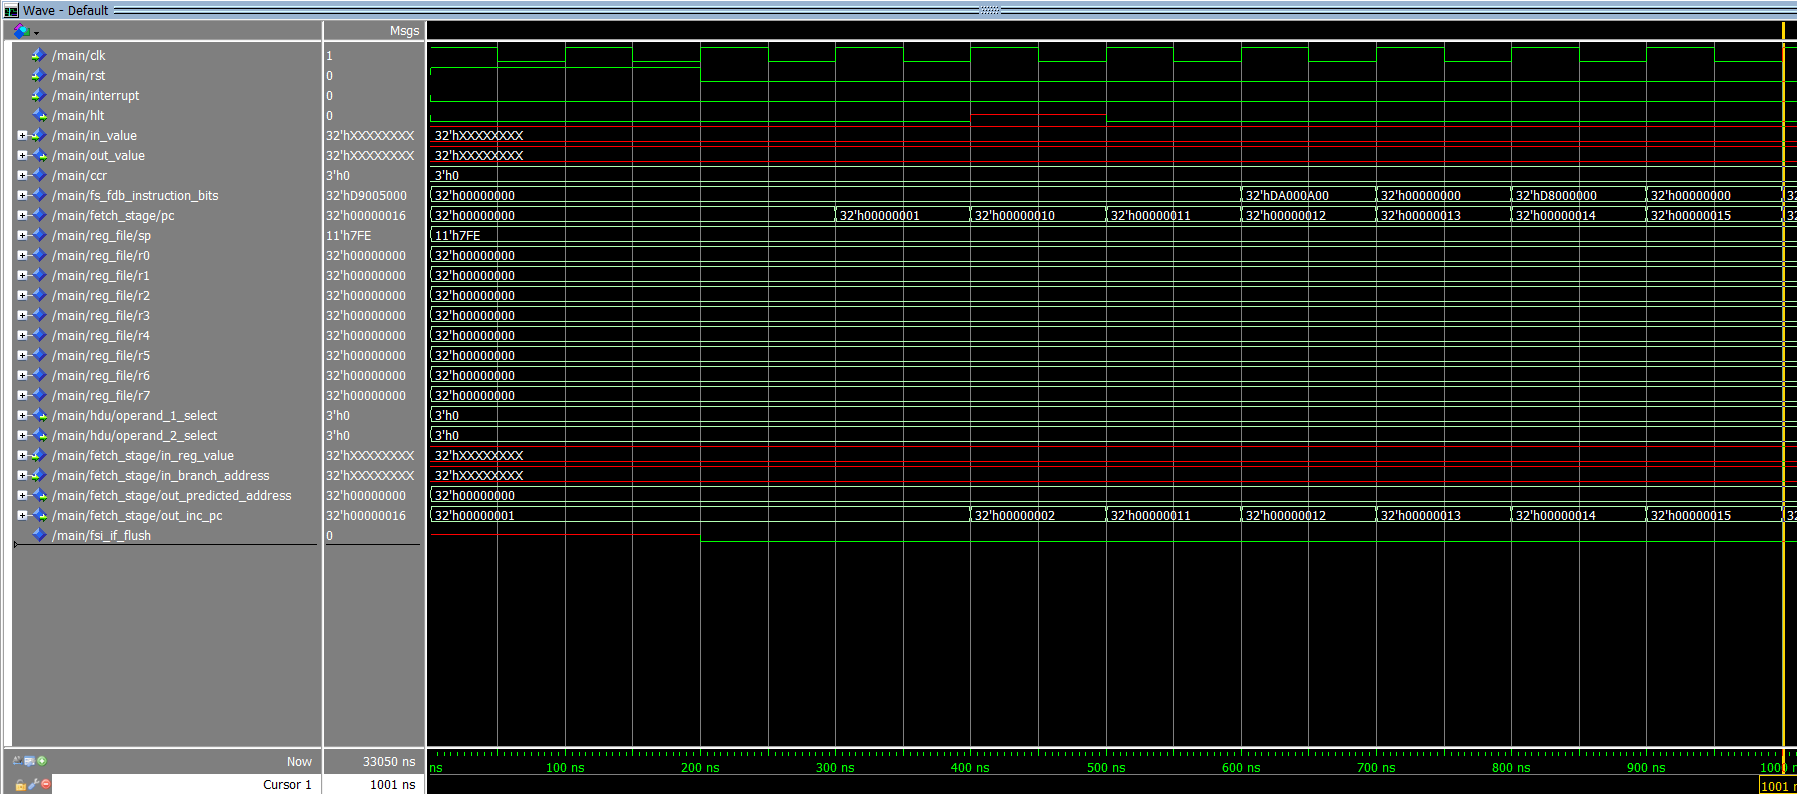 Wave - Default
Msgs
/main/clk 1
/main/rst 0
/main/interrupt 0
/main/hlt 0
/main/in_value 32'hXXXXXXXX 32'hXXXXXXXX
/main/out_value 32'hXXXXXXXX 32'hXXXXXXXX
/main/ccr 3'h0 3'h0
/main/fs_fdb_instruction_bits 32'hD9005000 32'h00000000 32'hDA000A00 32'h00000000 32'hD8000000 32'h00000000 32
/main/fetch_stage/pc 32'h00000016 32'h00000000 32'h00000001 32'h00000010 32'h00000011 32'h00000012 32'h00000013 32'h00000014 32'h00000015 32
/main/reg_file/sp 11'h7FE 11'h7FE
/main/reg_file/r0 32'h00000000 32'h00000000
/main/reg_file/r1 32'h00000000 32'h00000000
/main/reg_file/r2 32'h00000000 32'h00000000
/main/reg_file/r3 32'h00000000 32'h00000000
/main/reg_file/r4 32'h00000000 32'h00000000
/main/reg_file/r5 32'h00000000 32'h00000000
/main/reg_file/r6 32'h00000000 32'h00000000
/main/reg_file/r7 32'h00000000 32'h00000000
/main/hdu/operand_1_select 3'h0 3'h0
/main/hdu/operand_2_select 3'h0 3'h0
/main/fetch_stage/in_reg_value 32'hXXXXXXXX 32'hXXXXXXXX
/main/fetch_stage/in_branch_address 32'hXXXXXXXX 32'hXXXXXXXX
/main/fetch_stage/out_predicted_address 32'h00000000 32'h00000000
/main/fetch_stage/out_inc_pc 32'h00000016 32'h00000001 32'h00000002 32'h00000011 32'h00000012 32'h00000013 32'h00000014 32'h00000015 32
/main/fsi_if_flush 0
Now 33050 ns ns 100 ns 200 ns 300 ns 400 ns 500 ns 600 ns 700 ns 800 ns 900 ns 1000 n
Cursor 1 1001 ns 1001 n